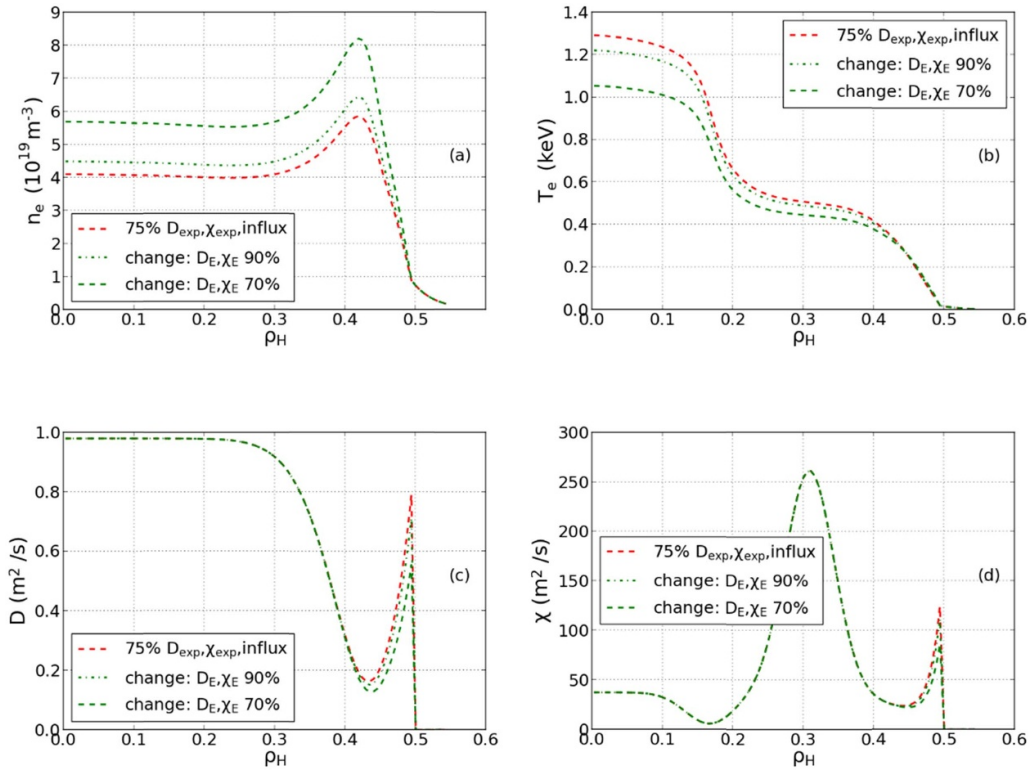 9
8
7
6
5
4
3
2
1
0
0.0 0.1 0.2 0.3 0.4 0.5 0.6
n_e (10^19 m^-3)
ρ_H
(a)
75% D_exp,χ_exp,influx
change: D_E,χ_E 90%
change: D_E,χ_E 70%
1.4
1.2
1.0
0.8
0.6
0.4
0.2
0.0
0.0 0.1 0.2 0.3 0.4 0.5 0.6
T_e (keV)
ρ_H
(b)
75% D_exp,χ_exp,influx
change: D_E,χ_E 90%
change: D_E,χ_E 70%
1.0
0.8
0.6
0.4
0.2
0.0
0.0 0.1 0.2 0.3 0.4 0.5 0.6
D (m^2 /s)
ρ_H
(c)
75% D_exp,χ_exp,influx
change: D_E,χ_E 90%
change: D_E,χ_E 70%
300
250
200
150
100
50
0
0.0 0.1 0.2 0.3 0.4 0.5 0.6
χ (m^2 /s)
ρ_H
(d)
75% D_exp,χ_exp,influx
change: D_E,χ_E 90%
change: D_E,χ_E 70%